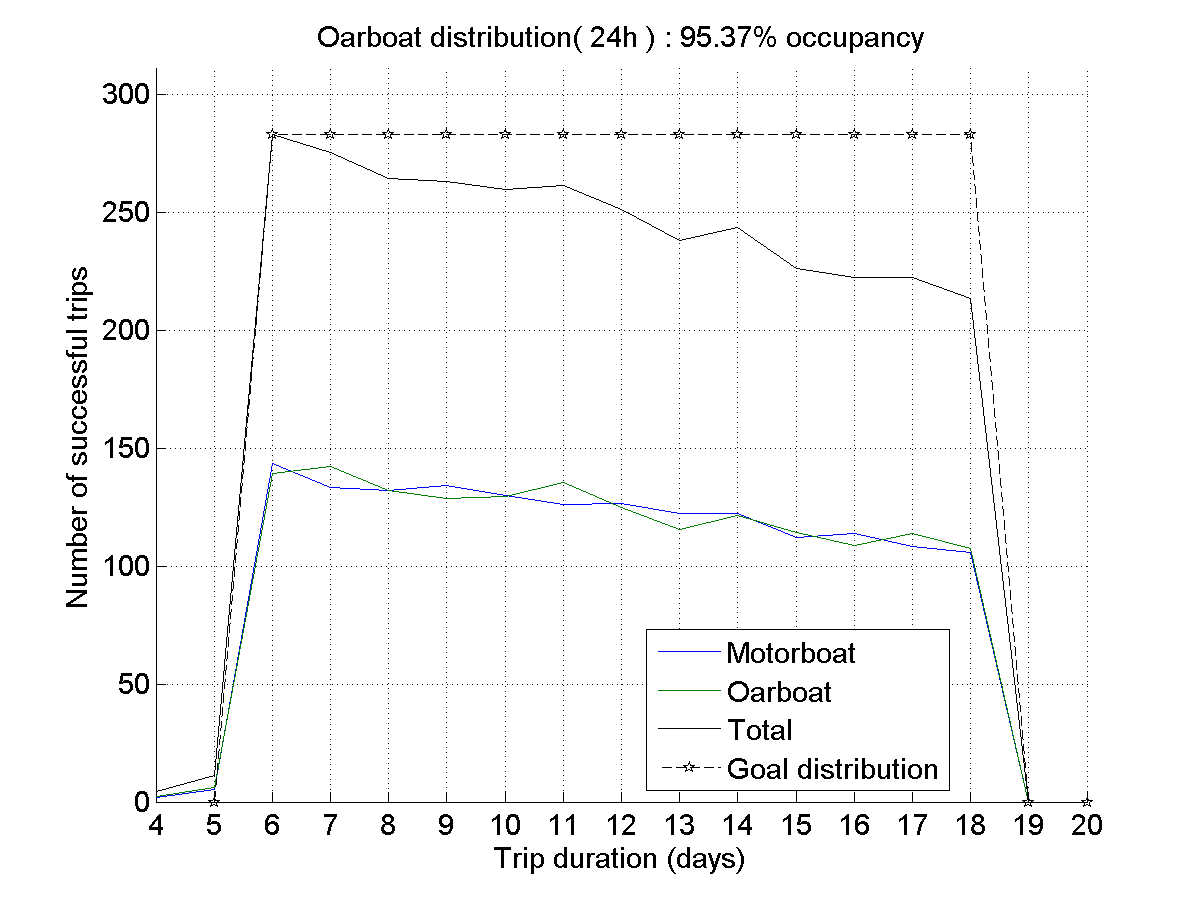 Oarboat distribution( 24h ) : 95.37% occupancy
300
250
200
150
100
50
0
Number of successful trips
Motorboat
Oarboat
Total
Goal distribution
4 5 6 7 8 9 10 11 12 13 14 15 16 17 18 19 20
Trip duration (days)